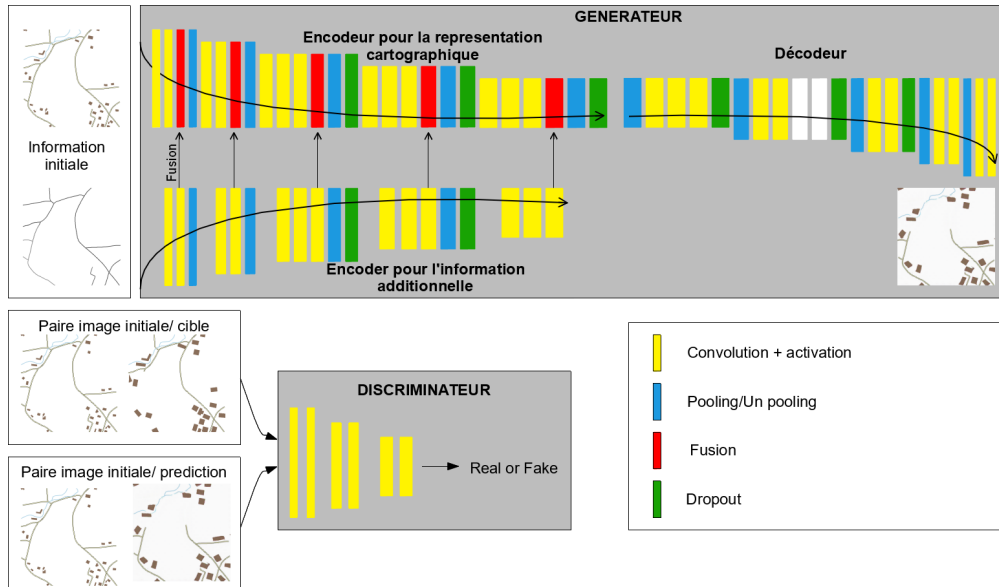 GENERATEUR
Encodeur pour la representation
cartographique
Décodeur
Information
initiale
Fusion
Encoder pour l'information
additionnelle
Paire image initiale/ cible
DISCRIMINATEUR
Real or Fake
Paire image initiale/ prediction
Convolution + activation
Pooling/Un pooling
Fusion
Dropout